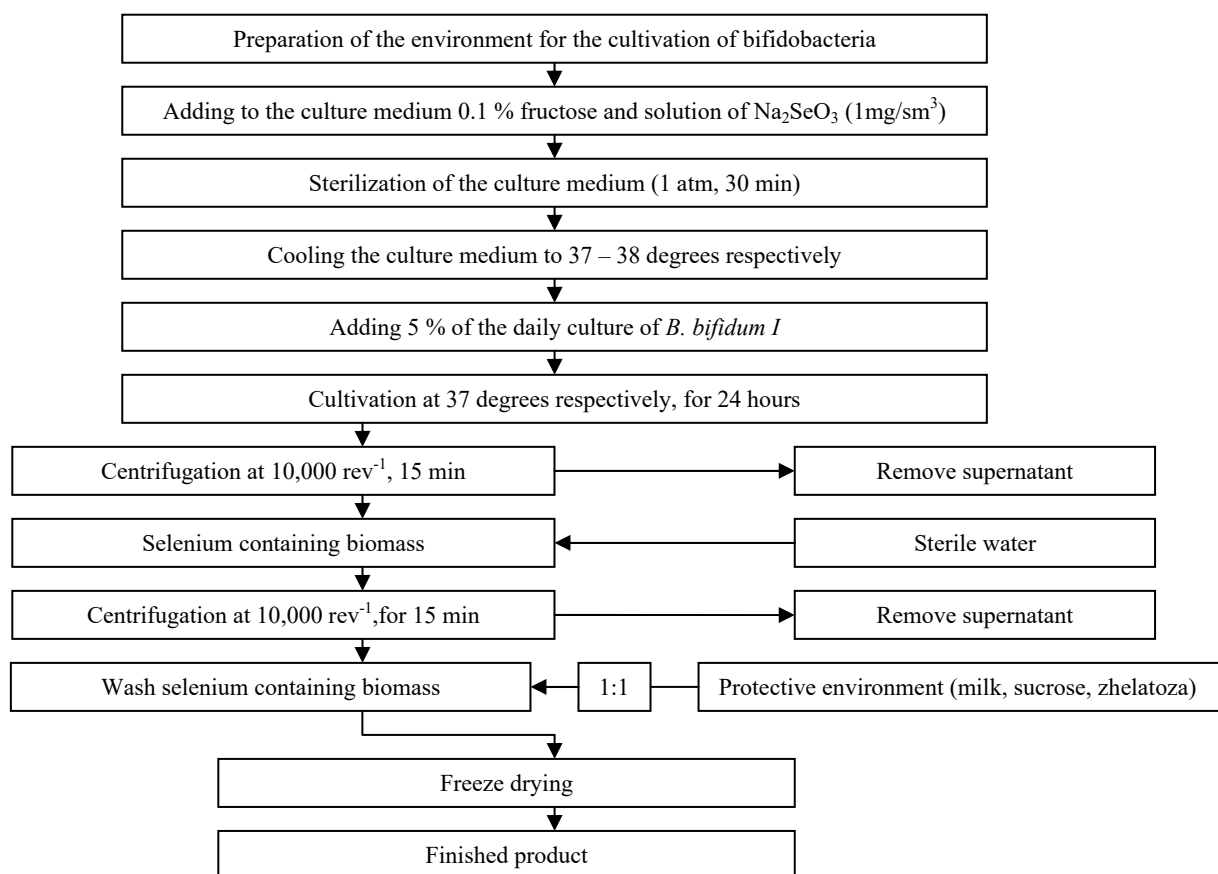 Preparation of the environment for the cultivation of bifidobacteria
Adding to the culture medium 0.1 % fructose and solution of Na₂SeO₃ (1mg/sm³)
Sterilization of the culture medium (1 atm, 30 min)
Cooling the culture medium to 37 – 38 degrees respectively
Adding 5 % of the daily culture of B. bifidum I
Cultivation at 37 degrees respectively, for 24 hours
Centrifugation at 10,000 rev⁻¹, 15 min
Remove supernatant
Selenium containing biomass
Sterile water
Centrifugation at 10,000 rev⁻¹,for 15 min
Remove supernatant
Wash selenium containing biomass
1:1
Protective environment (milk, sucrose, zhelatoza)
Freeze drying
Finished product